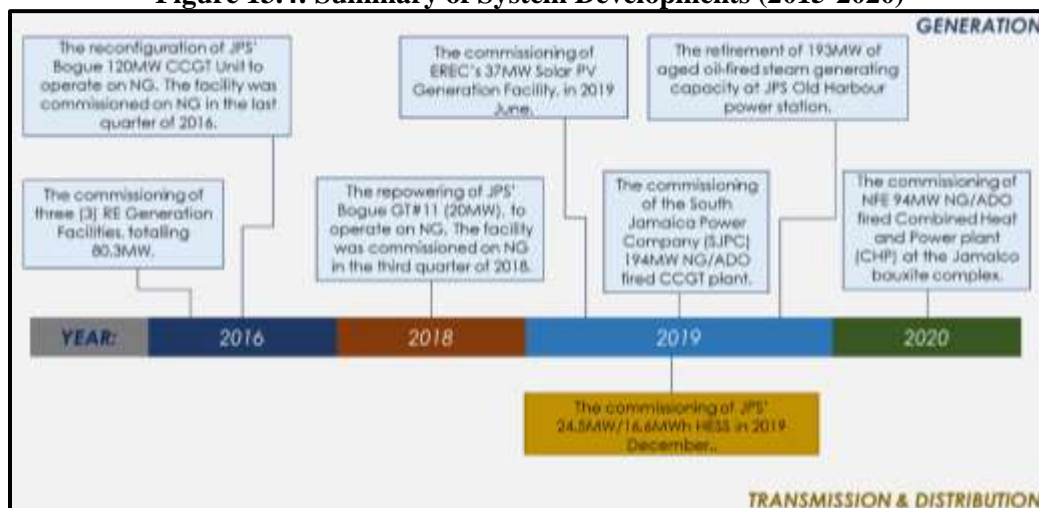 Figure 15.4: Summary of System Developments (2015-2020)
GENERATION
The reconfiguration of JPS'
Bogue 120MW CCGT Unit to
operate on NG. The facility was
commissioned on NG in the last
quarter of 2016.
The commissioning of
EREC's 37MW Solar PV
Generation Facility, in 2019
June.
The retirement of 193MW of
aged oil-fired steam generating
capacity at JPS Old Harbour
power station.
The commissioning of
three (3) RE Generation
Facilities, totalling
80.3MW.
The repowering of JPS'
Bogue GT#11 (20MW), to
operate on NG. The facility
was commissioned on NG
in the third quarter of 2018.
The commissioning
of the South
Jamaica Power
Company (SJPC)
194MW NG/ADO
fired CCGT plant.
The commissioning of
NFE 94MW NG/ADO
fired Combined Heat
and Power plant
(CHP) at the Jamalco
bauxite complex.
YEAR:
2016
2018
2019
2020
The commissioning of JPS'
24.5MW/16.6MWh HESS in 2019
December..
TRANSMISSION & DISTRIBUTION